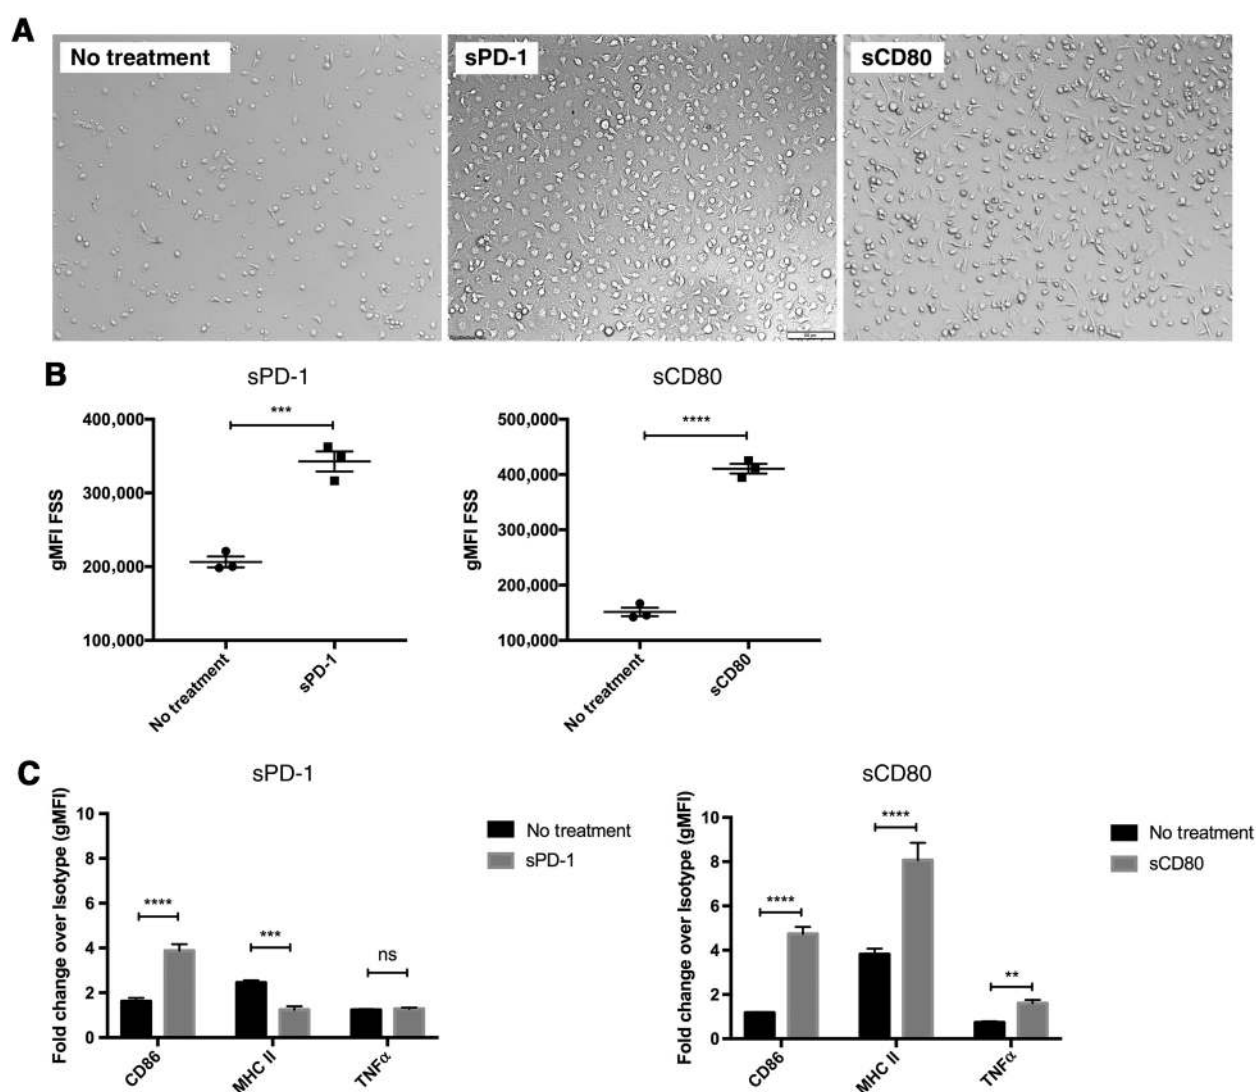 A
No treatment
sPD-1
sCD80
B
sPD-1
sCD80
***
****
400,000
300,000
200,000
100,000
gMFI FSS
No treatment
sPD-1
500,000
400,000
300,000
200,000
100,000
gMFI FSS
No treatment
sCD80
C
sPD-1
sCD80
Fold change over Isotype (gMFI)
10
8
6
4
2
0
****
***
ns
CD86
MHC II
TNFα
No treatment
sPD-1
Fold change over Isotype (gMFI)
10
8
6
4
2
0
****
****
**
CD86
MHC II
TNFα
No treatment
sCD80